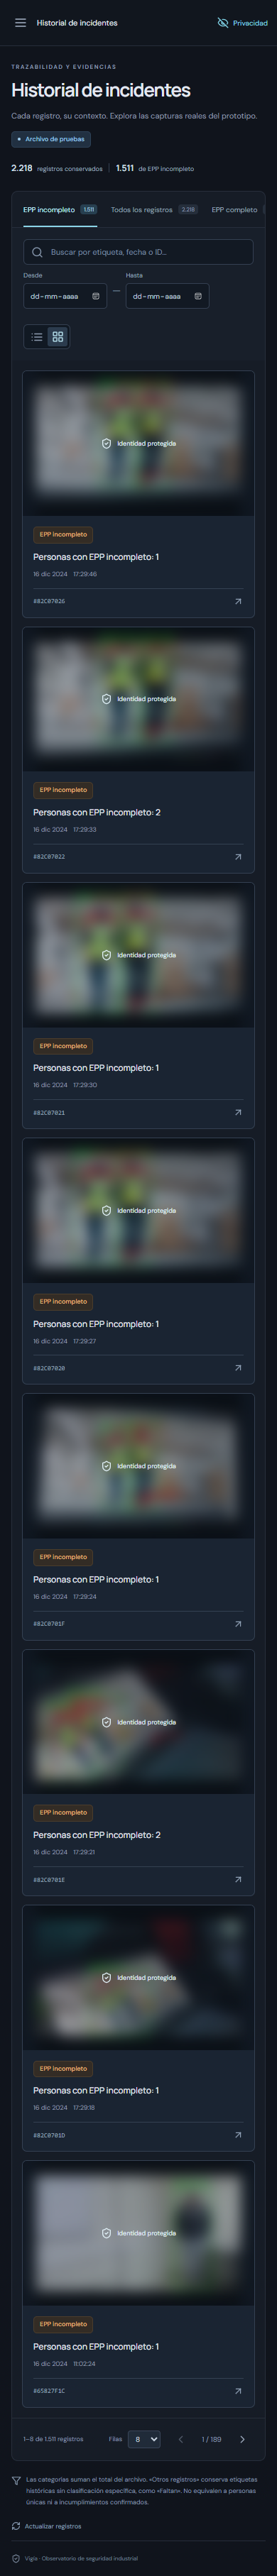 Historial de incidentes
Privacidad
TRAZABILIDAD Y EVIDENCIAS
Historial de incidentes
Cada registro, su contexto. Explora las capturas reales del prototipo.
Archivo de pruebas
2.218 registros conservados
1.511 de EPP incompleto
EPP incompleto 1.511
Todos los registros 2.218
EPP completo
Buscar por etiqueta, fecha o ID…
Desde
Hasta
dd-mm-aaaa
—
dd-mm-aaaa
Identidad protegida
EPP incompleto
Personas con EPP incompleto: 1
16 dic 2024 17:29:46
#82C07026
Identidad protegida
EPP incompleto
Personas con EPP incompleto: 2
16 dic 2024 17:29:33
#82C07022
Identidad protegida
EPP incompleto
Personas con EPP incompleto: 1
16 dic 2024 17:29:30
#82C07021
Identidad protegida
EPP incompleto
Personas con EPP incompleto: 1
16 dic 2024 17:29:27
#82C07020
Identidad protegida
EPP incompleto
Personas con EPP incompleto: 1
16 dic 2024 17:29:24
#82C0701F
Identidad protegida
EPP incompleto
Personas con EPP incompleto: 2
16 dic 2024 17:29:21
#82C0701E
Identidad protegida
EPP incompleto
Personas con EPP incompleto: 1
16 dic 2024 17:29:18
#82C0701D
Identidad protegida
EPP incompleto
Personas con EPP incompleto: 1
16 dic 2024 11:02:24
#65827F1C
1–8 de 1.511 registros
Filas 8
1 / 189
Las categorías suman el total del archivo. «Otros registros» conserva etiquetas
históricas sin clasificación específica, como «Faltan». No equivalen a personas
únicas ni a incumplimientos confirmados.
Actualizar registros
Vigía · Observatorio de seguridad industrial